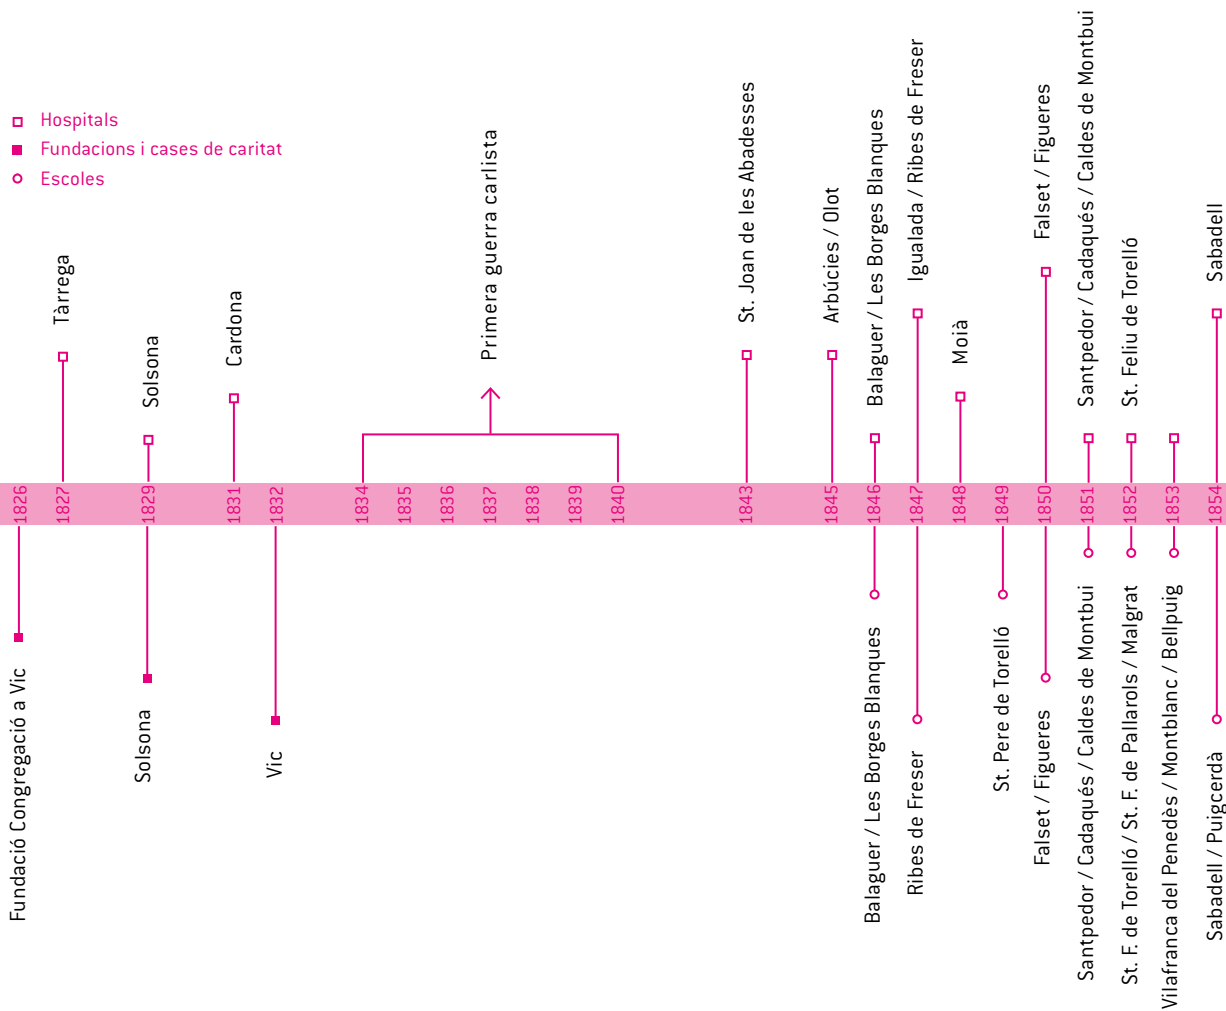 Hospitals
Fundacions i cases de caritat
Escoles
Tàrrega
Solsona
Cardona
Primera guerra carlista
St. Joan de les Abadesses
Arbúcies / Olot
Balaguer / Les Borges Blanques
Igualada / Ribes de Freser
Moià
Falset / Figueres
Santpedor / Cadaqués / Caldes de Montbui
St. Feliu de Torelló
Sabadell
1826
1827
1829
1831
1832
1834
1835
1836
1837
1838
1839
1840
1843
1845
1846
1847
1848
1849
1850
1851
1852
1853
1854
Fundació Congregació a Vic
Solsona
Vic
Balaguer / Les Borges Blanques
Ribes de Freser
St. Pere de Torelló
Falset / Figueres
Santpedor / Cadaqués / Caldes de Montbui
St. F. de Torelló / St. F. de Pallarols / Malgrat
Vilafranca del Penedès / Montblanc / Bellpuig
Sabadell / Puigcerdà